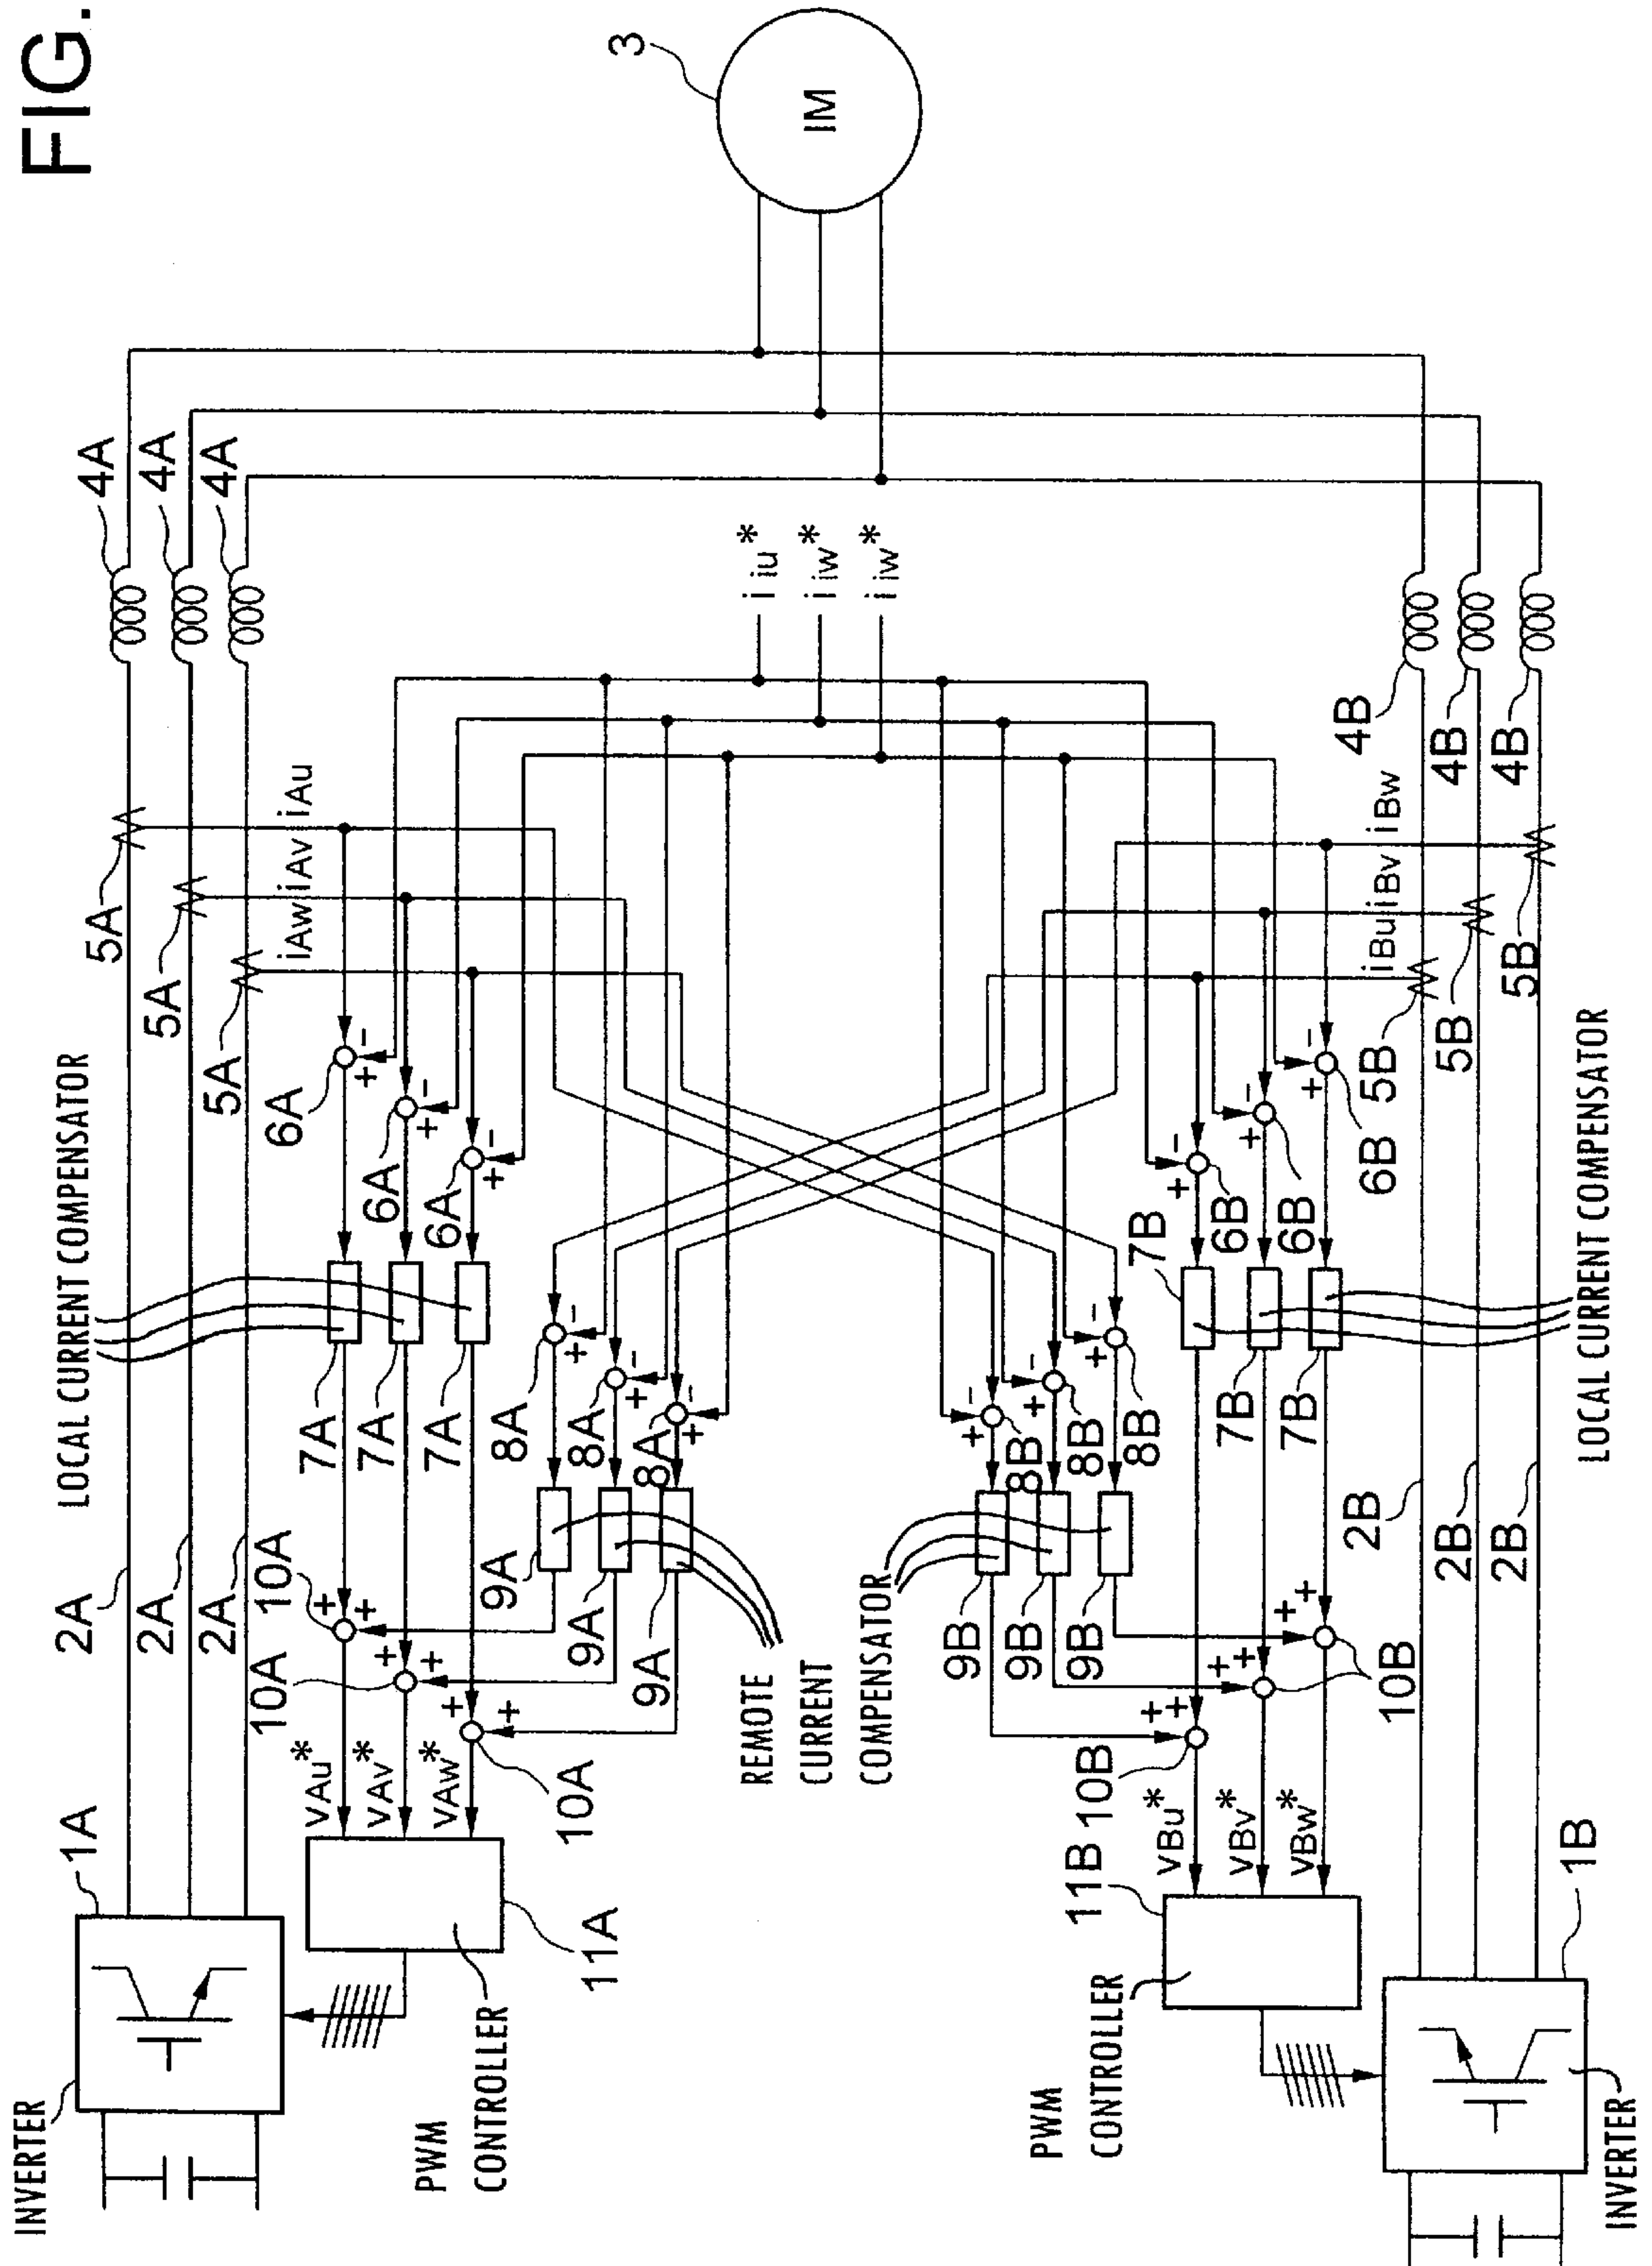 FIG.
3
IM
4A
4A
4A
i iu*
i iw*
i iw*
4B
4B
4B
5A
5A
5A
iAw
iAv
iAu
iBu
iBv
iBw
5B
5B
5B
LOCAL CURRENT COMPENSATOR
6A
6A
6A
6B
6B
6B
- + - + - +
- + - + - +
7A
7A
7A
7B
7B
7B
LOCAL CURRENT COMPENSATOR
8A
8A
8A
8B
8B
8B
- + - + - +
- + - + - +
9A
9A
9A
9B
9B
9B
REMOTE
CURRENT
COMPENSATOR
2A
2A
2A
2B
2B
2B
10A
10A
10A
10B
10B
+ + + + + +
+ + + + + +
vAu*
vAv*
vAw*
vBu*
vBv*
vBw*
1A
11A
11B
1B
INVERTER
PWM
CONTROLLER
PWM
CONTROLLER
INVERTER